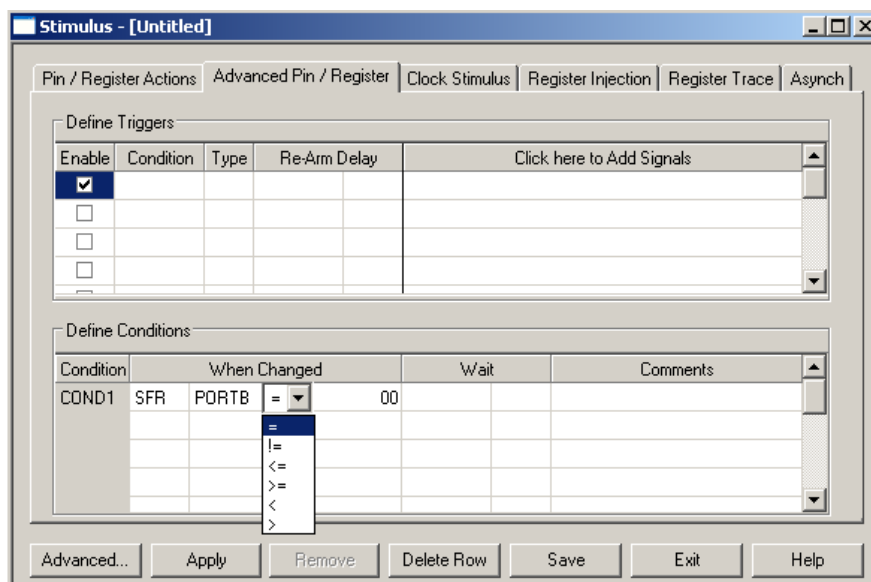 Stimulus - [Untitled]
Pin / Register Actions Advanced Pin / Register Clock Stimulus Register Injection Register Trace Asynch
Define Triggers
Enable Condition Type Re-Arm Delay Click here to Add Signals
Define Conditions
Condition When Changed Wait Comments
COND1 SFR PORTB = 00
=
!=
<=
>=
<
>
Advanced... Apply Remove Delete Row Save Exit Help